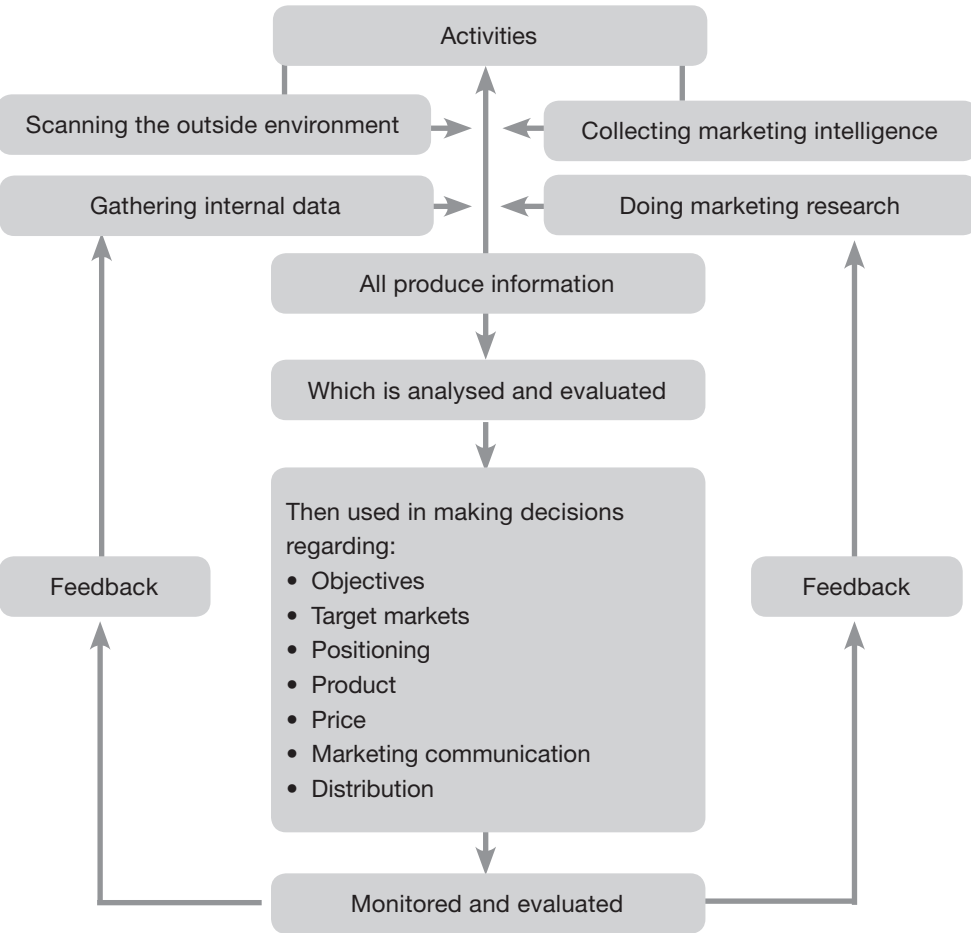 Activities
Scanning the outside environment
Collecting marketing intelligence
Gathering internal data
Doing marketing research
All produce information
Which is analysed and evaluated
Then used in making decisions
regarding:
• Objectives
• Target markets
• Positioning
• Product
• Price
• Marketing communication
• Distribution
Feedback
Feedback
Monitored and evaluated